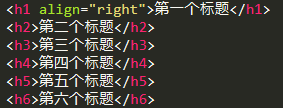 <h1 align="right">第一个标题</h1>
<h2>第二个标题</h2>
<h3>第三个标题</h3>
<h4>第四个标题</h4>
<h5>第五个标题</h5>
<h6>第六个标题</h6>